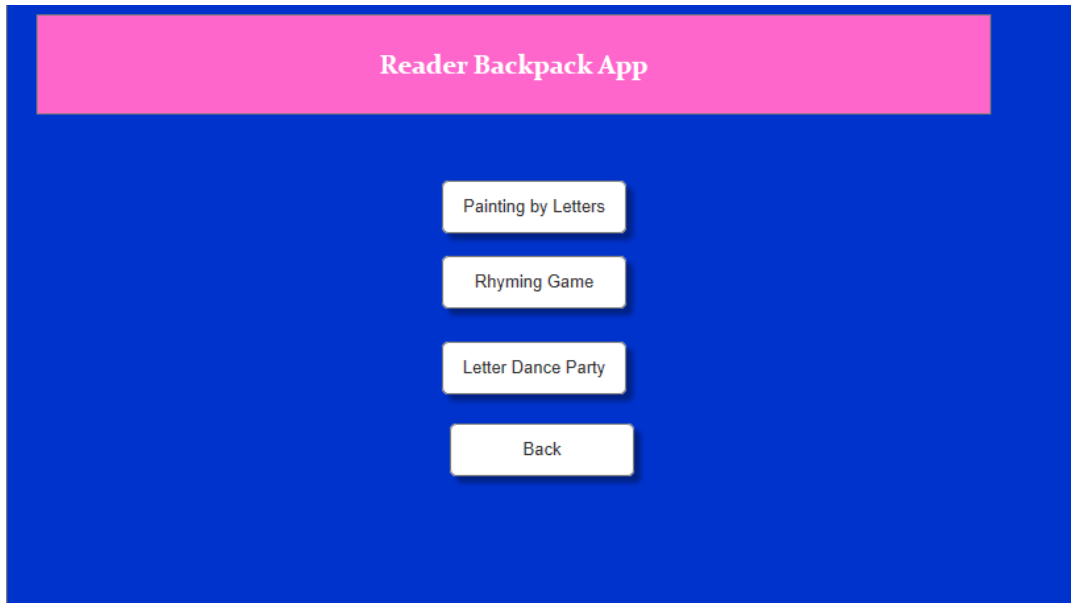 Reader Backpack App
Painting by Letters
Rhyming Game
Letter Dance Party
Back